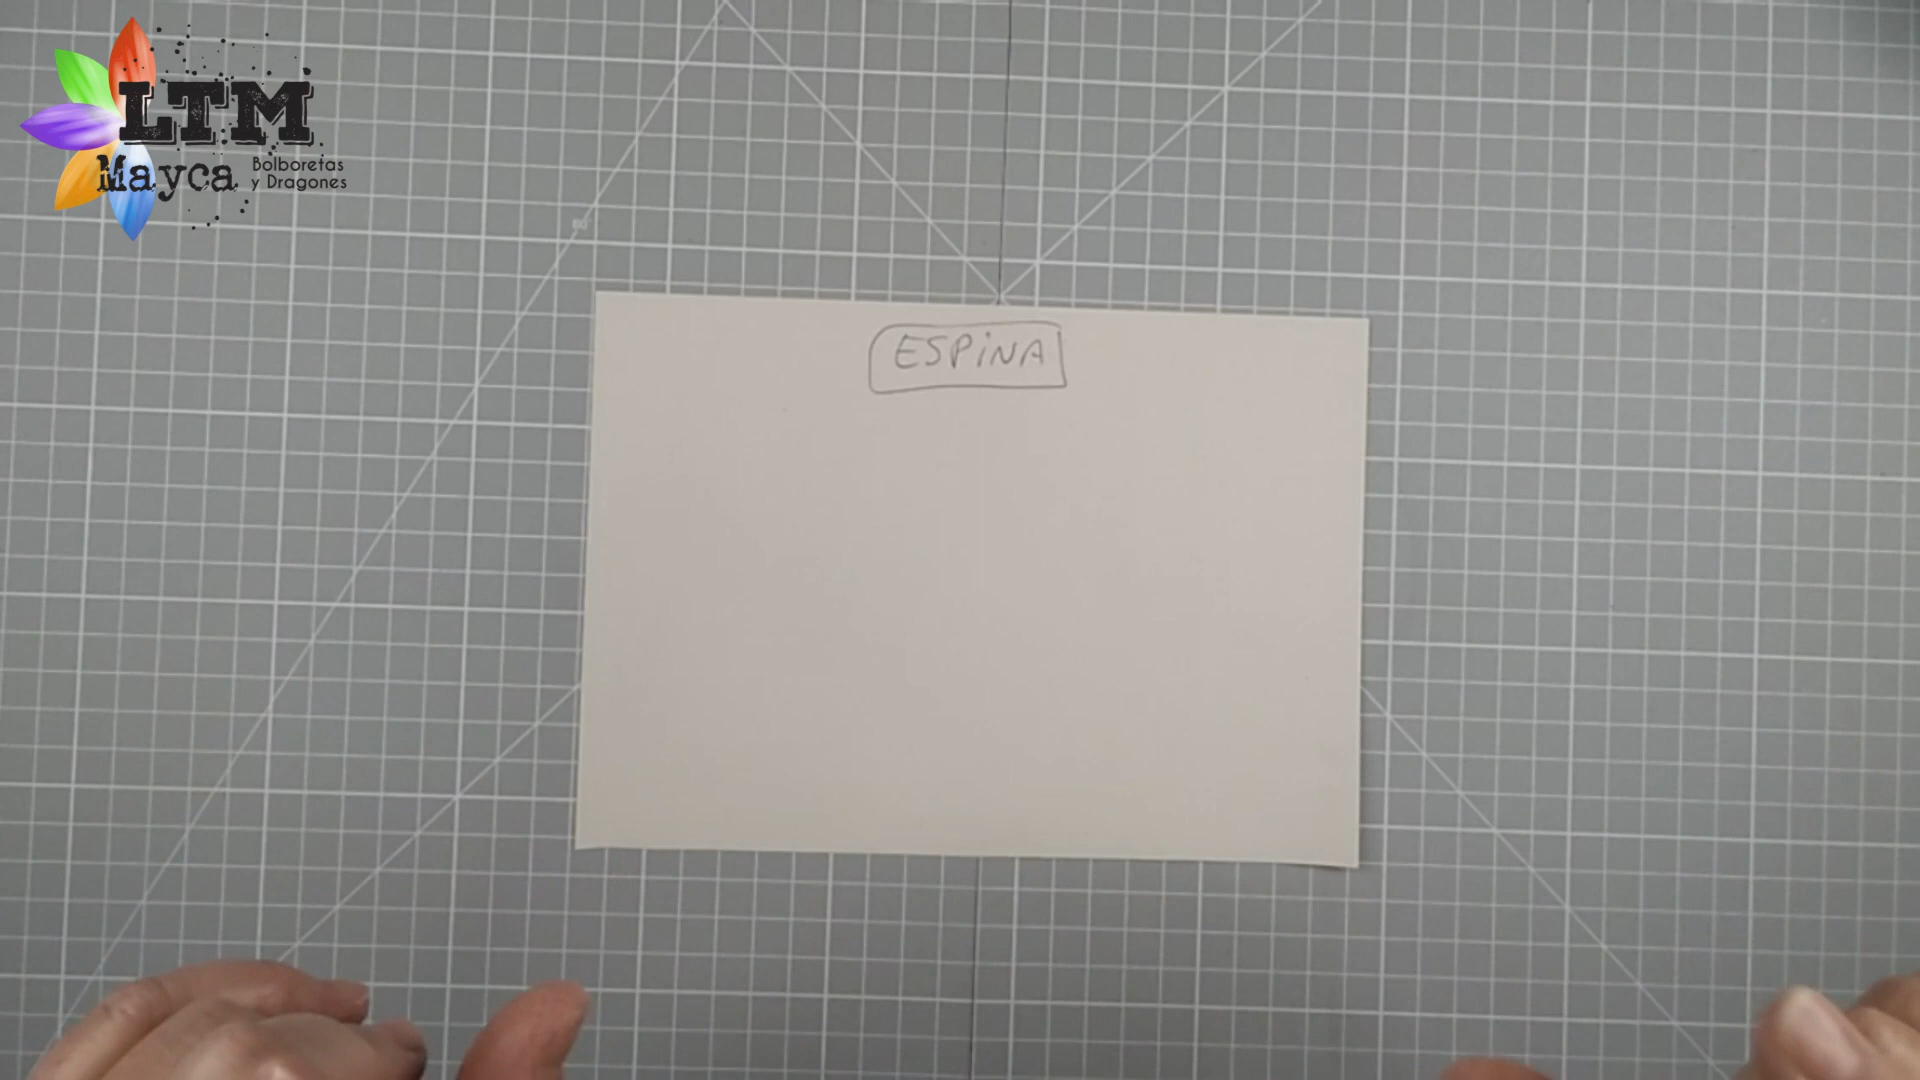 LTM
Mayca
Bolboretas
y Dragones
ESPiNA